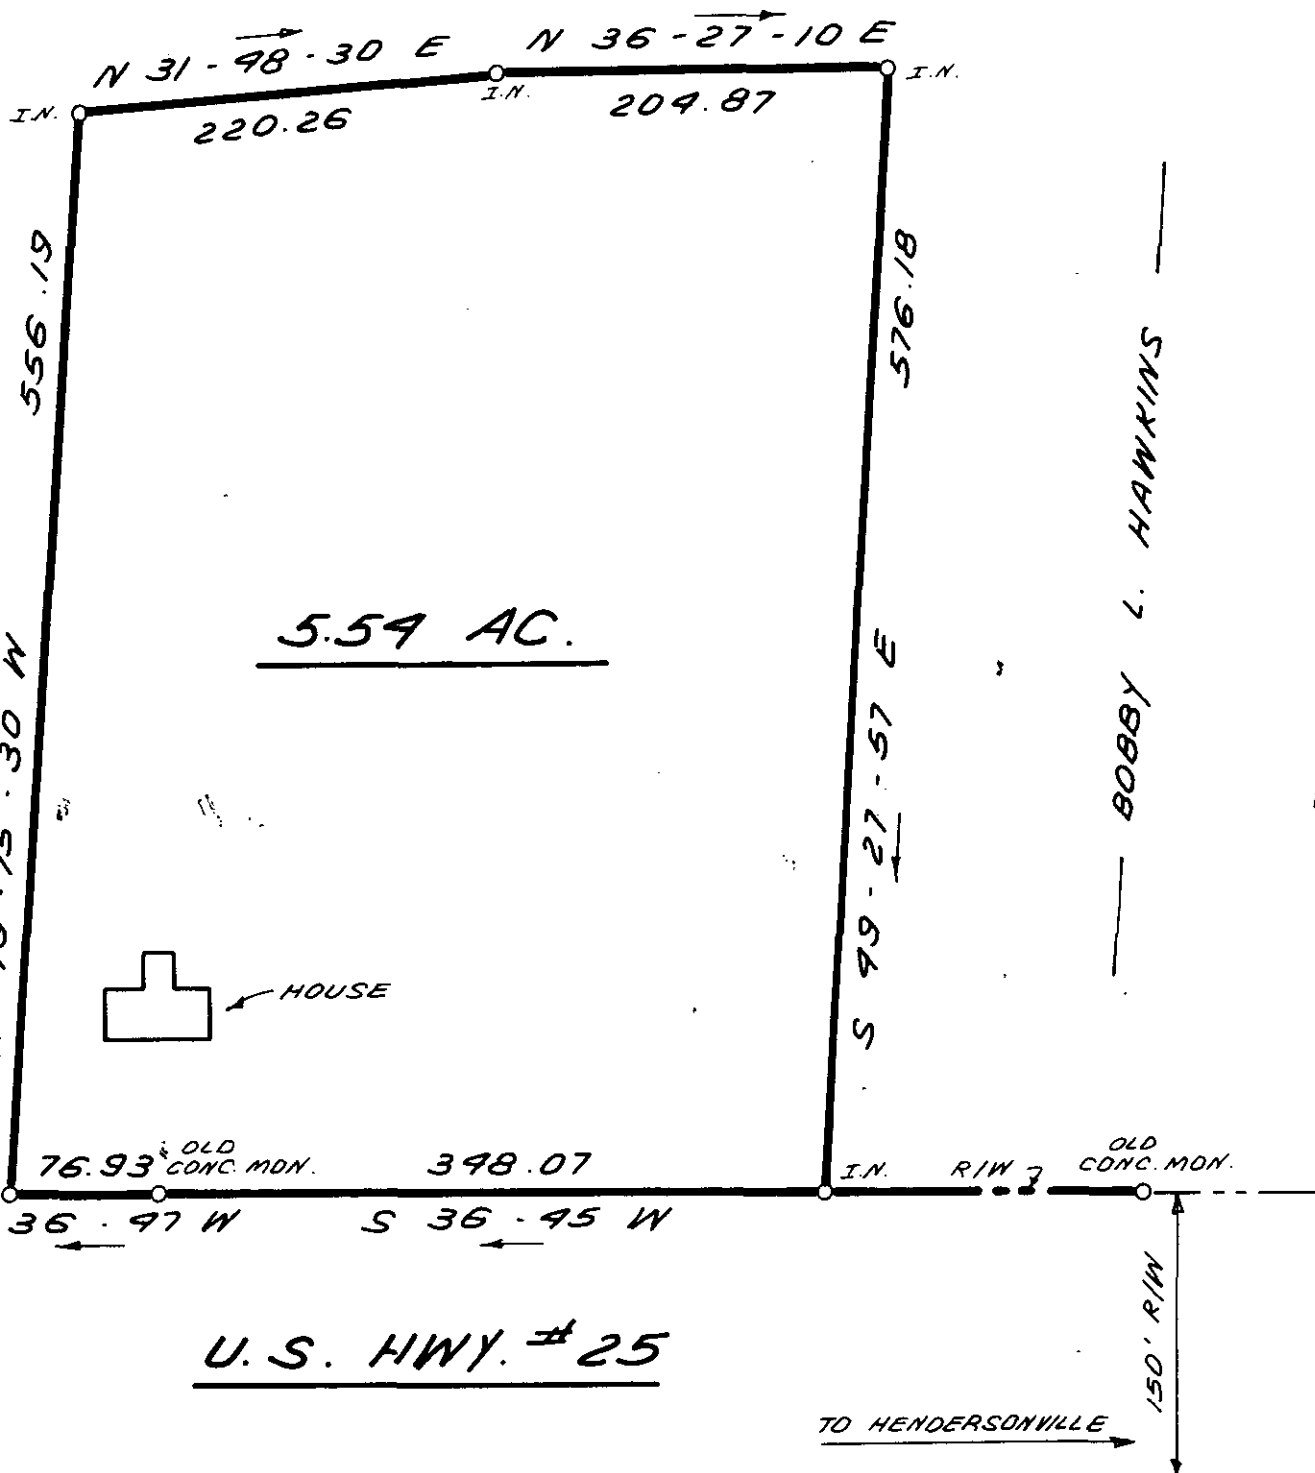 N 31-48-30 E
N 36-27-10 E
I.N.
220.26
I.N.
204.87
I.N.
556.19
576.18
BOBBY L. HAWKINS
5.54 AC.
15-30 W
S 49-27-57 E
HOUSE
76.93
OLD
CONC. MON.
348.07
I.N.
R/W
OLD
CONC. MON.
36-47 W
S 36-45 W
150' R/W
U.S. HWY. #25
TO HENDERSONVILLE